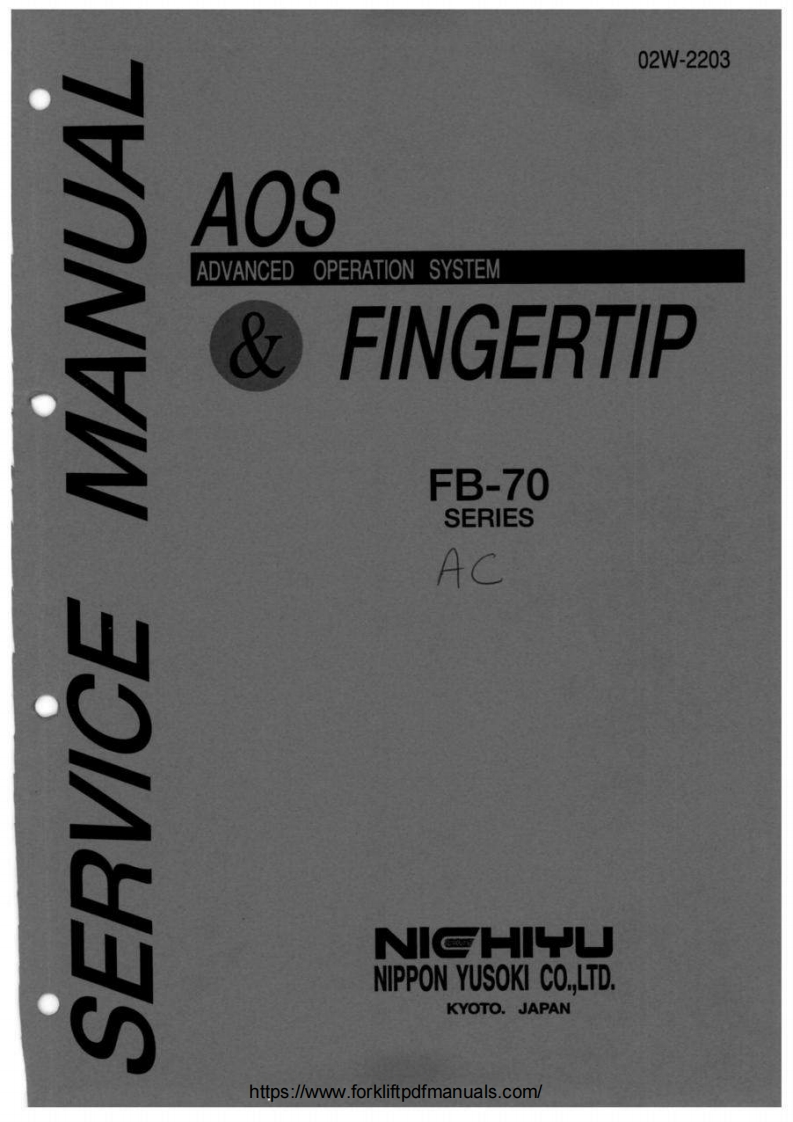 02W-2203
SERVICE MANUAL
AOS
ADVANCED OPERATION SYSTEM
& FINGERTIP
FB-70
SERIES
AC
NICHIYU
NIPPON YUSOKI CO.,LTD.
KYOTO. JAPAN
https://www.forkliftpdfmanuals.com/